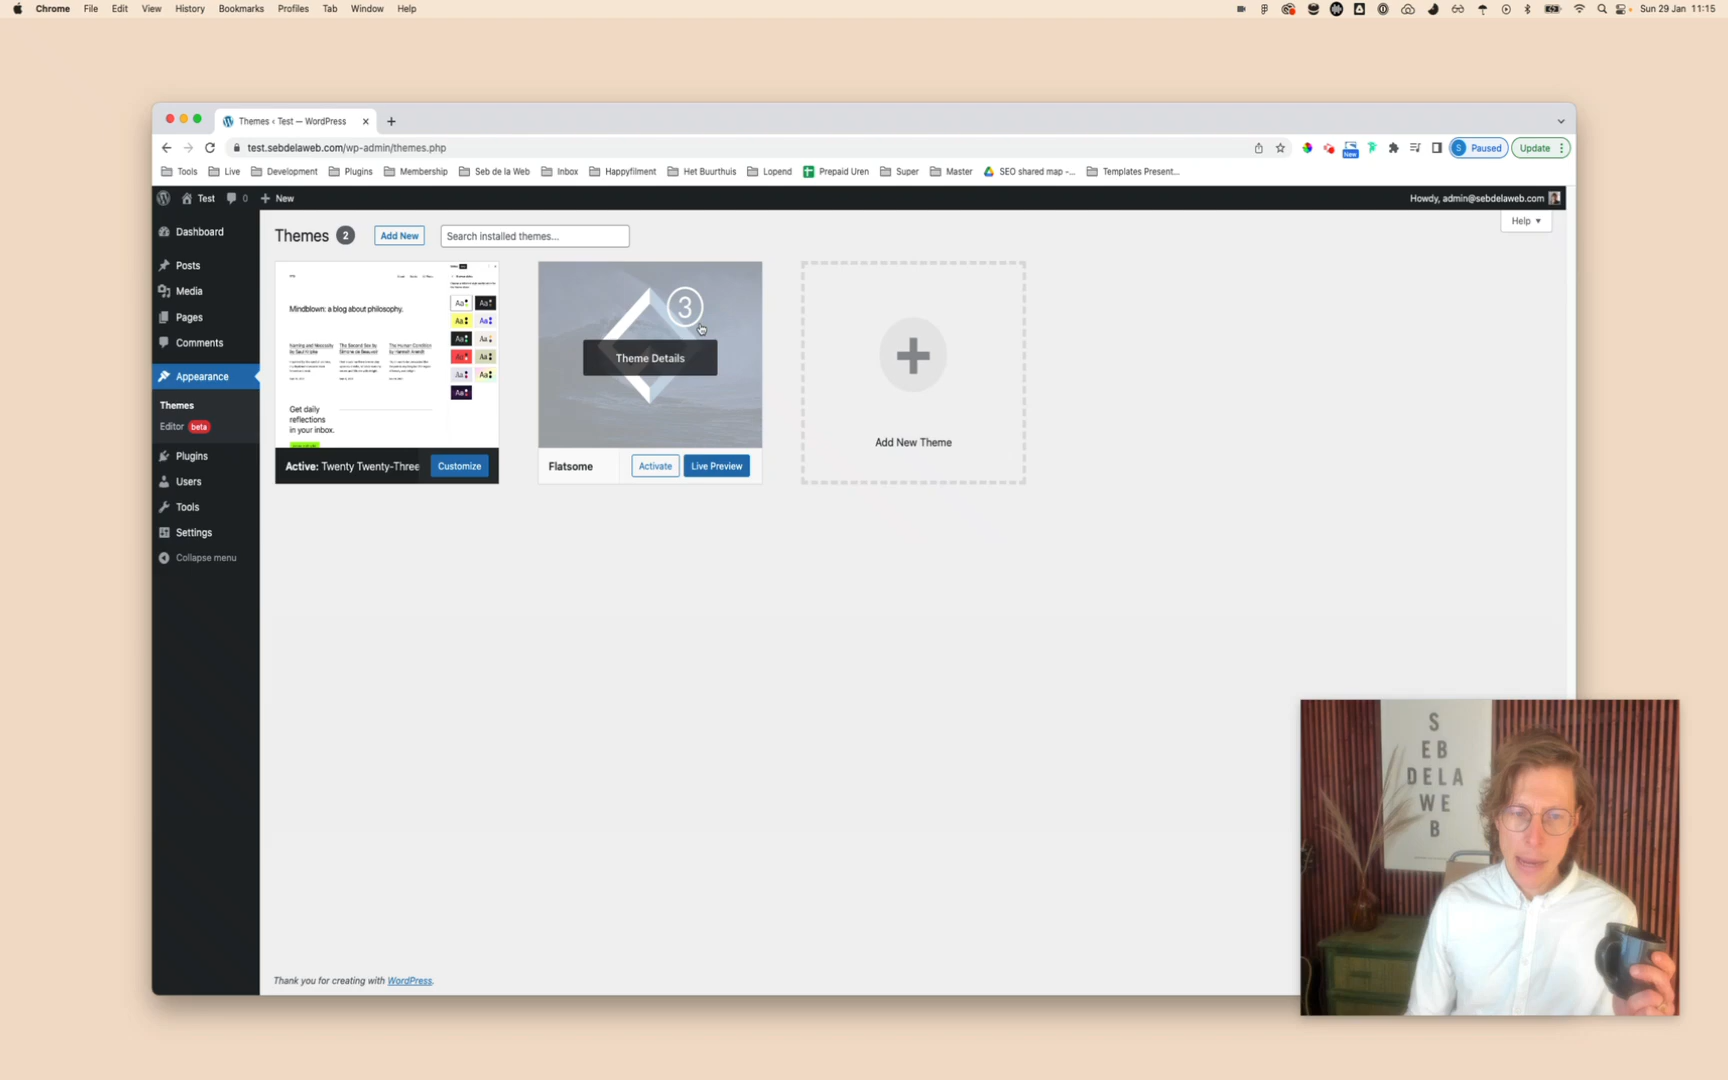 Chrome File Edit View History Bookmarks Profiles Tab Window Help Sun 29 Jan 11:15
Themes ‹ Test — WordPress
test.sebdelaweb.com/wp-admin/themes.php
New
S Paused
Update
Tools Live Development Plugins Membership Seb de la Web Inbox Happyfilment Het Buurthuis Lopend Prepaid Uren Super Master SEO shared map -... Templates Present...
Test 0 New Howdy, admin@sebdelaweb.com
Help
Dashboard
Posts
Media
Pages
Comments
Appearance
Themes
Editor beta
Plugins
Users
Tools
Settings
Collapse menu
Themes 2 Add New Search installed themes...
Mindblown: a blog about philosophy.
Get daily
reflections
in your inbox.
Active: Twenty Twenty-Three Customize
3
Theme Details
Flatsome Activate Live Preview
Add New Theme
Thank you for creating with WordPress.
S
EB
DELA
WE
B